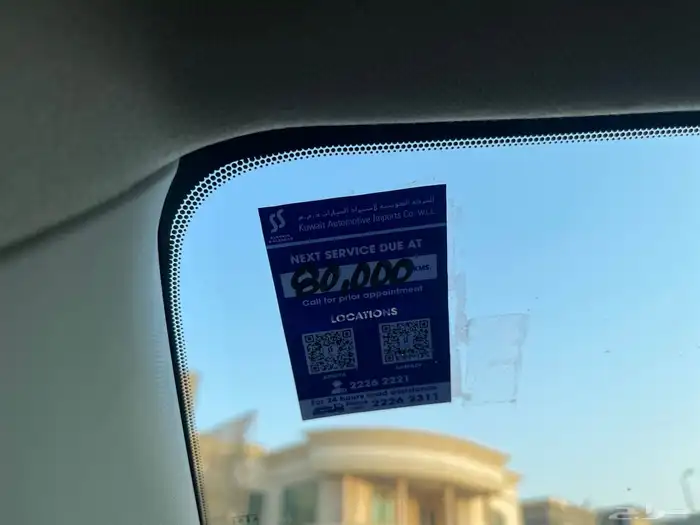 الشركة الكويتية لاستيراد السيارات ذ.م.م
Kuwait Automotive Imports Co. W.L.L.
NEXT SERVICE DUE AT
80,000 KMS
Call for prior appointment
LOCATIONS
2226 2221
For 24 hours road assistance
2226 2311